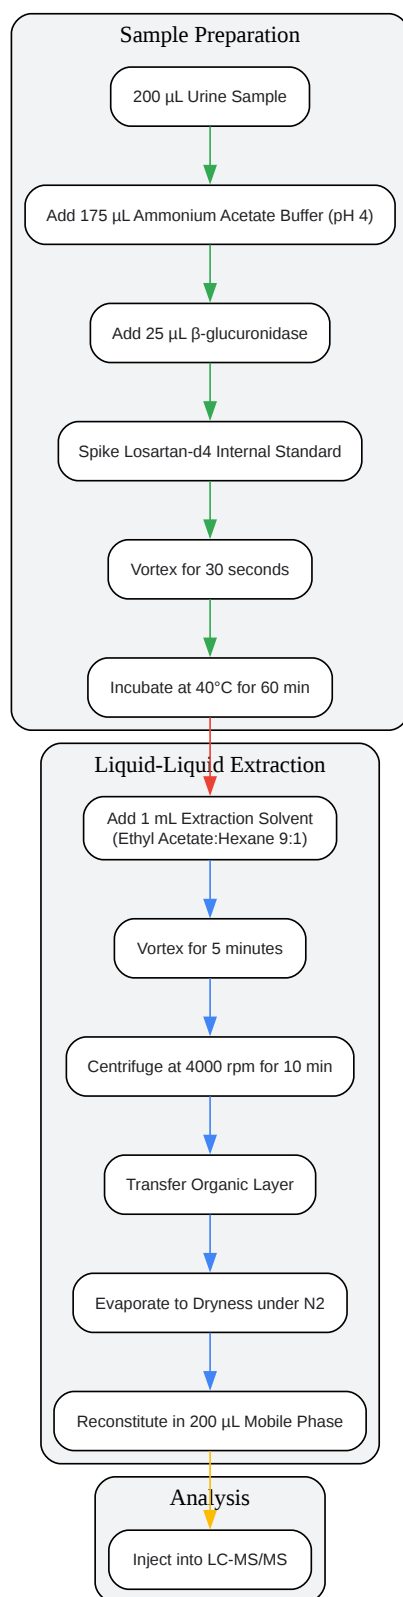 Sample Preparation
200 µL Urine Sample
Add 175 µL Ammonium Acetate Buffer (pH 4)
Add 25 µL β-glucuronidase
Spike Losartan-d4 Internal Standard
Vortex for 30 seconds
Incubate at 40°C for 60 min
Liquid-Liquid Extraction
Add 1 mL Extraction Solvent
(Ethyl Acetate:Hexane 9:1)
Vortex for 5 minutes
Centrifuge at 4000 rpm for 10 min
Transfer Organic Layer
Evaporate to Dryness under N2
Reconstitute in 200 µL Mobile Phase
Analysis
Inject into LC-MS/MS